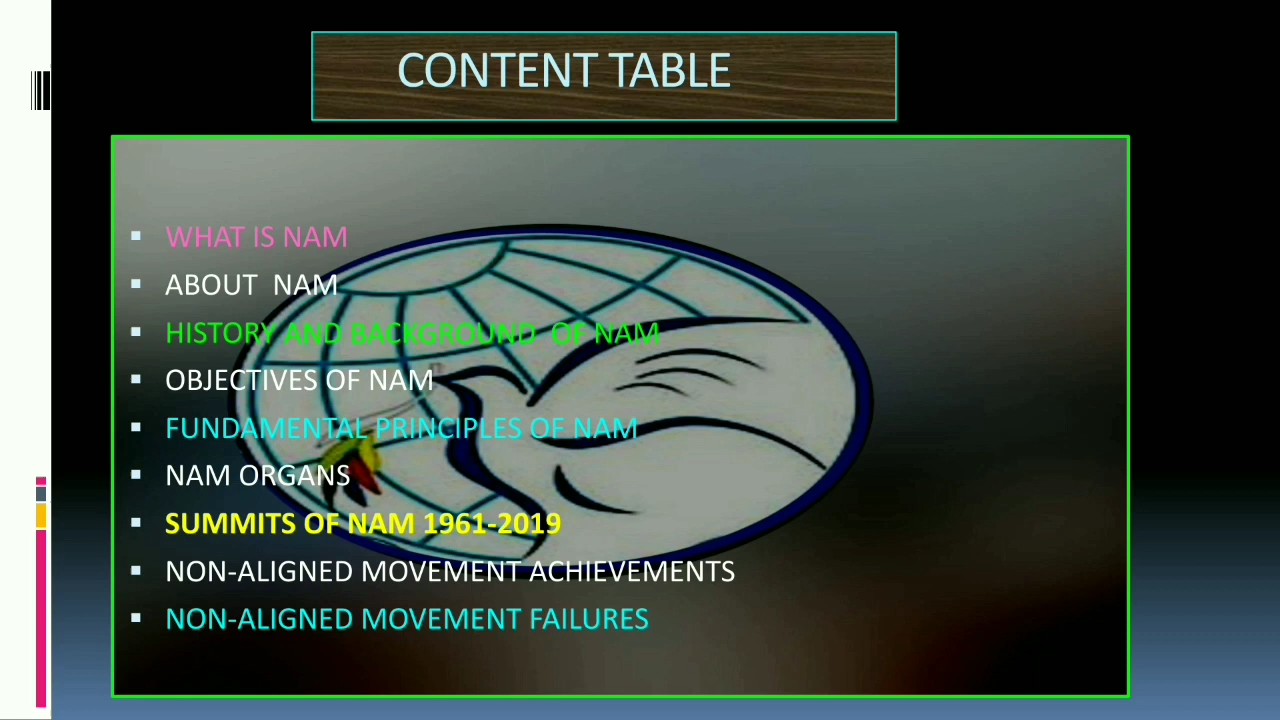 CONTENT TABLE
WHAT IS NAM
ABOUT NAM
HISTORY AND BACKGROUND OF NAM
OBJECTIVES OF NAM
FUNDAMENTAL PRINCIPLES OF NAM
NAM ORGANS
SUMMITS OF NAM 1961-2019
NON-ALIGNED MOVEMENT ACHIEVEMENTS
NON-ALIGNED MOVEMENT FAILURES